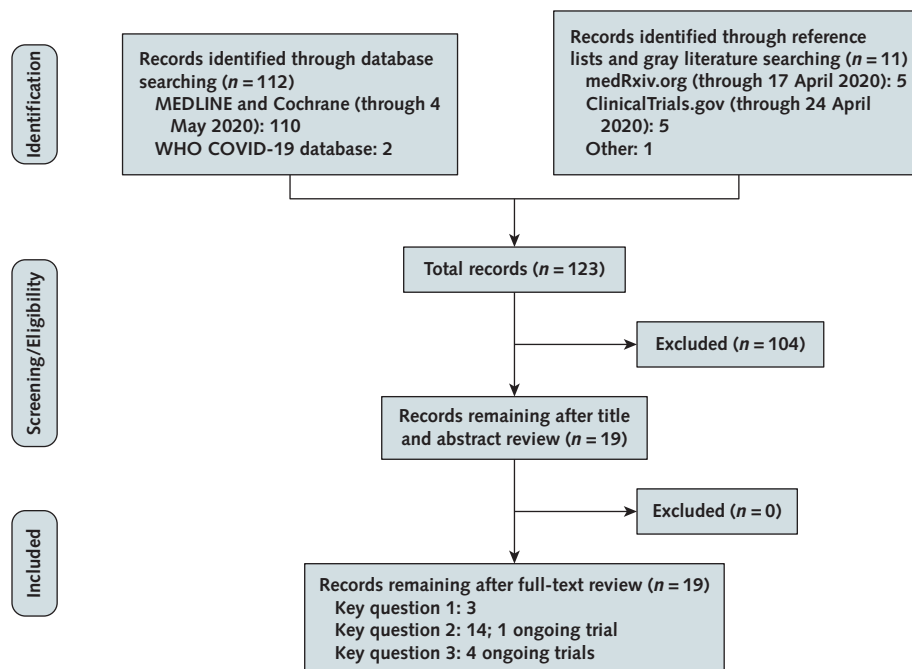 Identification
Records identified through database
searching (n = 112)
MEDLINE and Cochrane (through 4
May 2020): 110
WHO COVID-19 database: 2
Records identified through reference
lists and gray literature searching (n = 11)
medRxiv.org (through 17 April 2020): 5
ClinicalTrials.gov (through 24 April
2020): 5
Other: 1
Screening/Eligibility
Total records (n = 123)
Excluded (n = 104)
Records remaining after title
and abstract review (n = 19)
Excluded (n = 0)
Included
Records remaining after full-text review (n = 19)
Key question 1: 3
Key question 2: 14; 1 ongoing trial
Key question 3: 4 ongoing trials